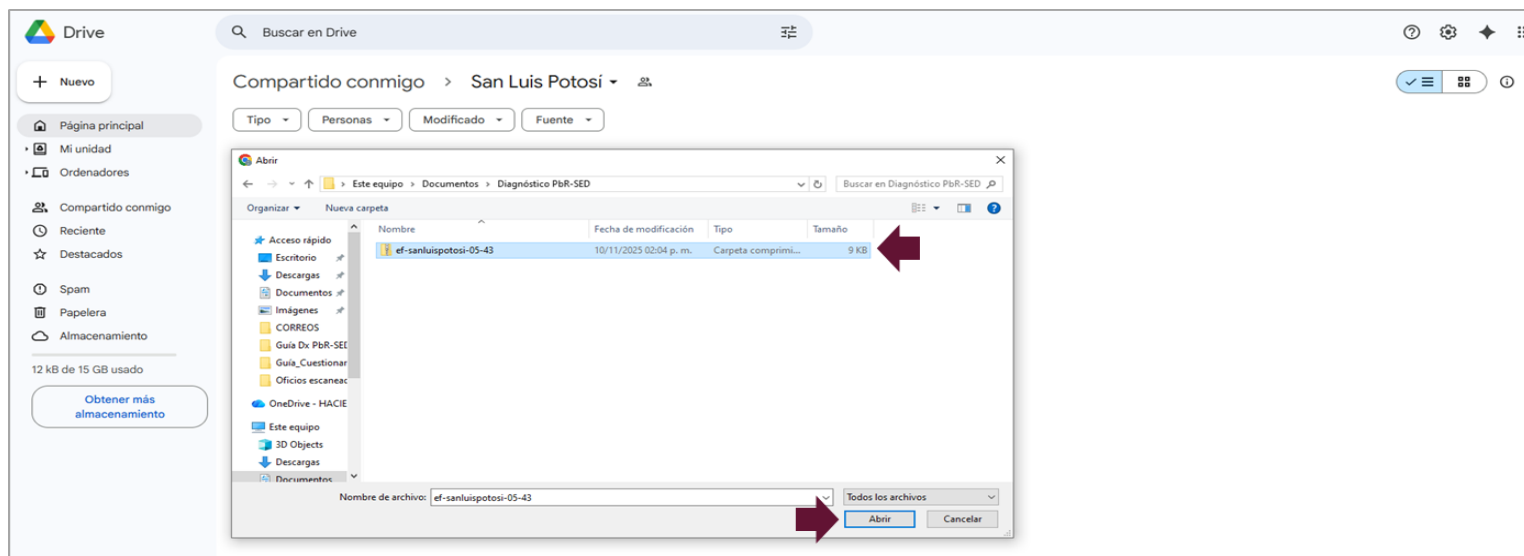 Drive
Buscar en Drive
Nuevo
Compartido conmigo > San Luis Potosí
Tipo Personas Modificado Fuente
Página principal
Mi unidad
Ordenadores
Compartido conmigo
Reciente
Destacados
Spam
Papelera
Almacenamiento
12 kB de 15 GB usado
Obtener más
almacenamiento
Abrir
Este equipo > Documentos > Diagnóstico PbR-SED
Buscar en Diagnóstico PbR-SED
Organizar Nueva carpeta
Nombre Fecha de modificación Tipo Tamaño
ef-sanluispotosi-05-43 10/11/2025 02:04 p. m. Carpeta comprimi... 9 KB
Acceso rápido
Escritorio
Descargas
Documentos
Imágenes
CORREOS
Guía Dx PbR-SED
Guía_Cuestionar
Oficios escanead
OneDrive - HACIE
Este equipo
3D Objects
Descargas
Documentos
Nombre de archivo: ef-sanluispotosi-05-43 Todos los archivos
Abrir Cancelar